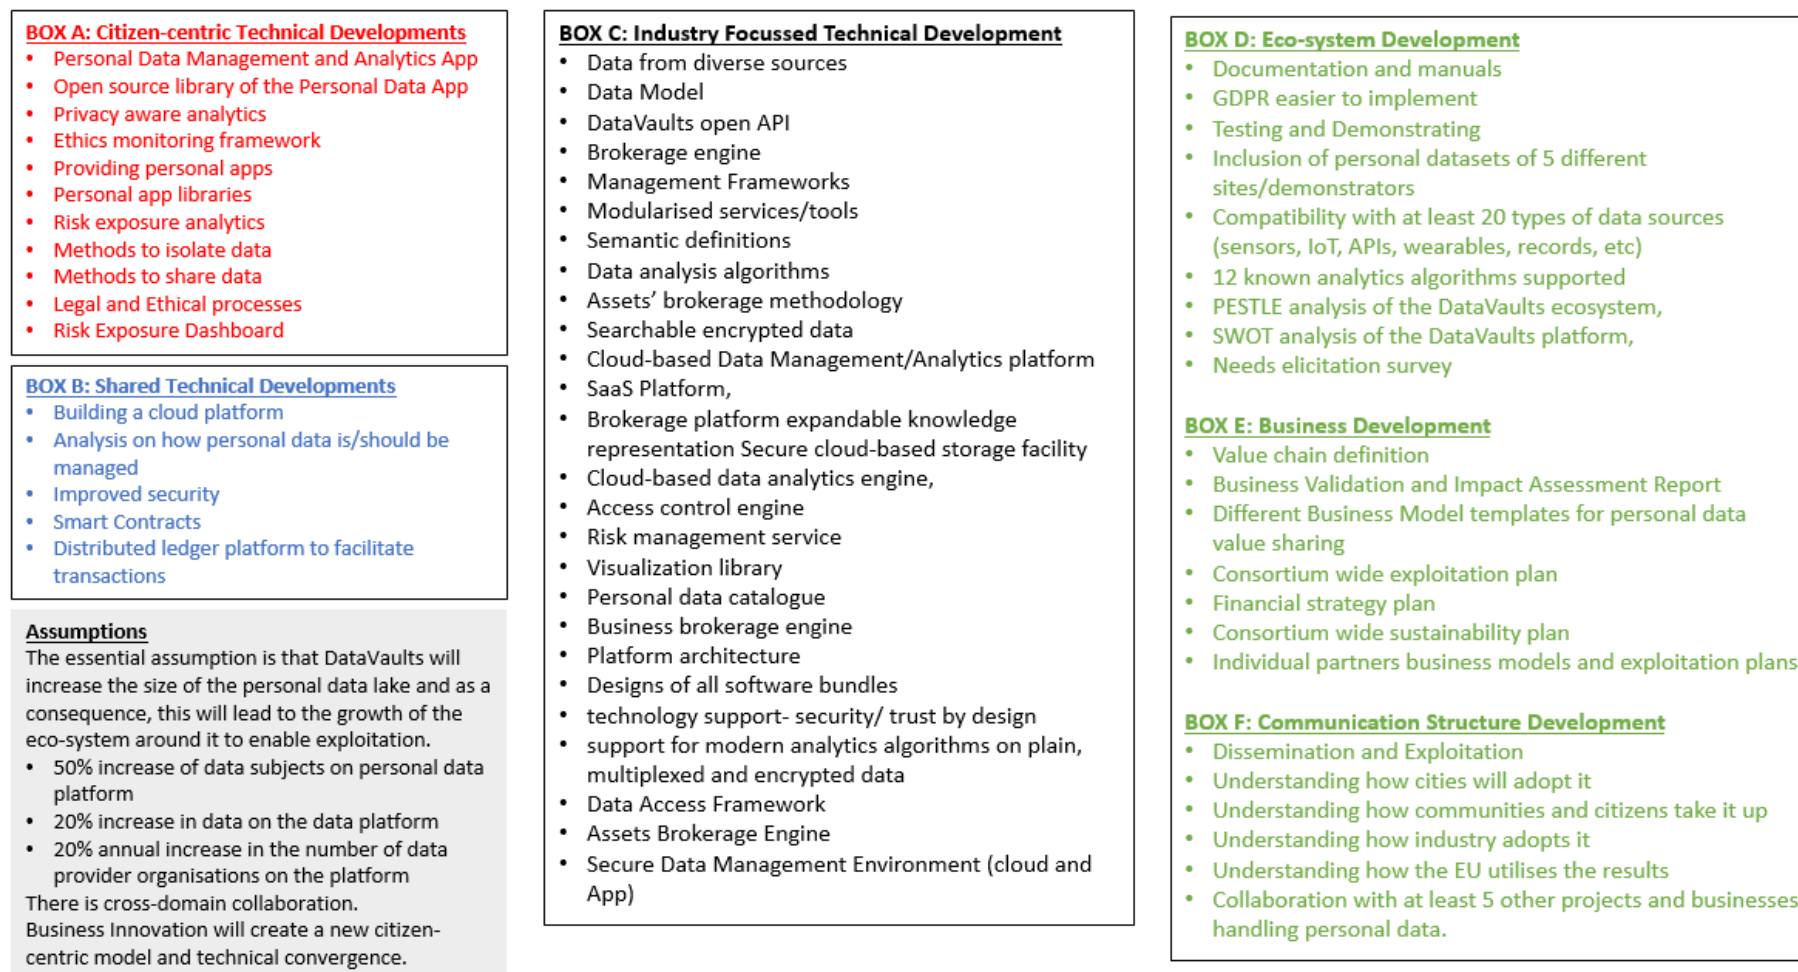 BOX A: Citizen-centric Technical Developments
• Personal Data Management and Analytics App
• Open source library of the Personal Data App
• Privacy aware analytics
• Ethics monitoring framework
• Providing personal apps
• Personal app libraries
• Risk exposure analytics
• Methods to isolate data
• Methods to share data
• Legal and Ethical processes
• Risk Exposure Dashboard
BOX B: Shared Technical Developments
• Building a cloud platform
• Analysis on how personal data is/should be
managed
• Improved security
• Smart Contracts
• Distributed ledger platform to facilitate
transactions
Assumptions
The essential assumption is that DataVaults will
increase the size of the personal data lake and as a
consequence, this will lead to the growth of the
eco-system around it to enable exploitation.
• 50% increase of data subjects on personal data
platform
• 20% increase in data on the data platform
• 20% annual increase in the number of data
provider organisations on the platform
There is cross-domain collaboration.
Business Innovation will create a new citizen-
centric model and technical convergence.
BOX C: Industry Focussed Technical Development
• Data from diverse sources
• Data Model
• DataVaults open API
• Brokerage engine
• Management Frameworks
• Modularised services/tools
• Semantic definitions
• Data analysis algorithms
• Assets’ brokerage methodology
• Searchable encrypted data
• Cloud-based Data Management/Analytics platform
• SaaS Platform,
• Brokerage platform expandable knowledge
representation Secure cloud-based storage facility
• Cloud-based data analytics engine,
• Access control engine
• Risk management service
• Visualization library
• Personal data catalogue
• Business brokerage engine
• Platform architecture
• Designs of all software bundles
• technology support- security/ trust by design
• support for modern analytics algorithms on plain,
multiplexed and encrypted data
• Data Access Framework
• Assets Brokerage Engine
• Secure Data Management Environment (cloud and
App)
BOX D: Eco-system Development
• Documentation and manuals
• GDPR easier to implement
• Testing and Demonstrating
• Inclusion of personal datasets of 5 different
sites/demonstrators
• Compatibility with at least 20 types of data sources
(sensors, IoT, APIs, wearables, records, etc)
• 12 known analytics algorithms supported
• PESTLE analysis of the DataVaults ecosystem,
• SWOT analysis of the DataVaults platform,
• Needs elicitation survey
BOX E: Business Development
• Value chain definition
• Business Validation and Impact Assessment Report
• Different Business Model templates for personal data
value sharing
• Consortium wide exploitation plan
• Financial strategy plan
• Consortium wide sustainability plan
• Individual partners business models and exploitation plans
BOX F: Communication Structure Development
• Dissemination and Exploitation
• Understanding how cities will adopt it
• Understanding how communities and citizens take it up
• Understanding how industry adopts it
• Understanding how the EU utilises the results
• Collaboration with at least 5 other projects and businesses
handling personal data.